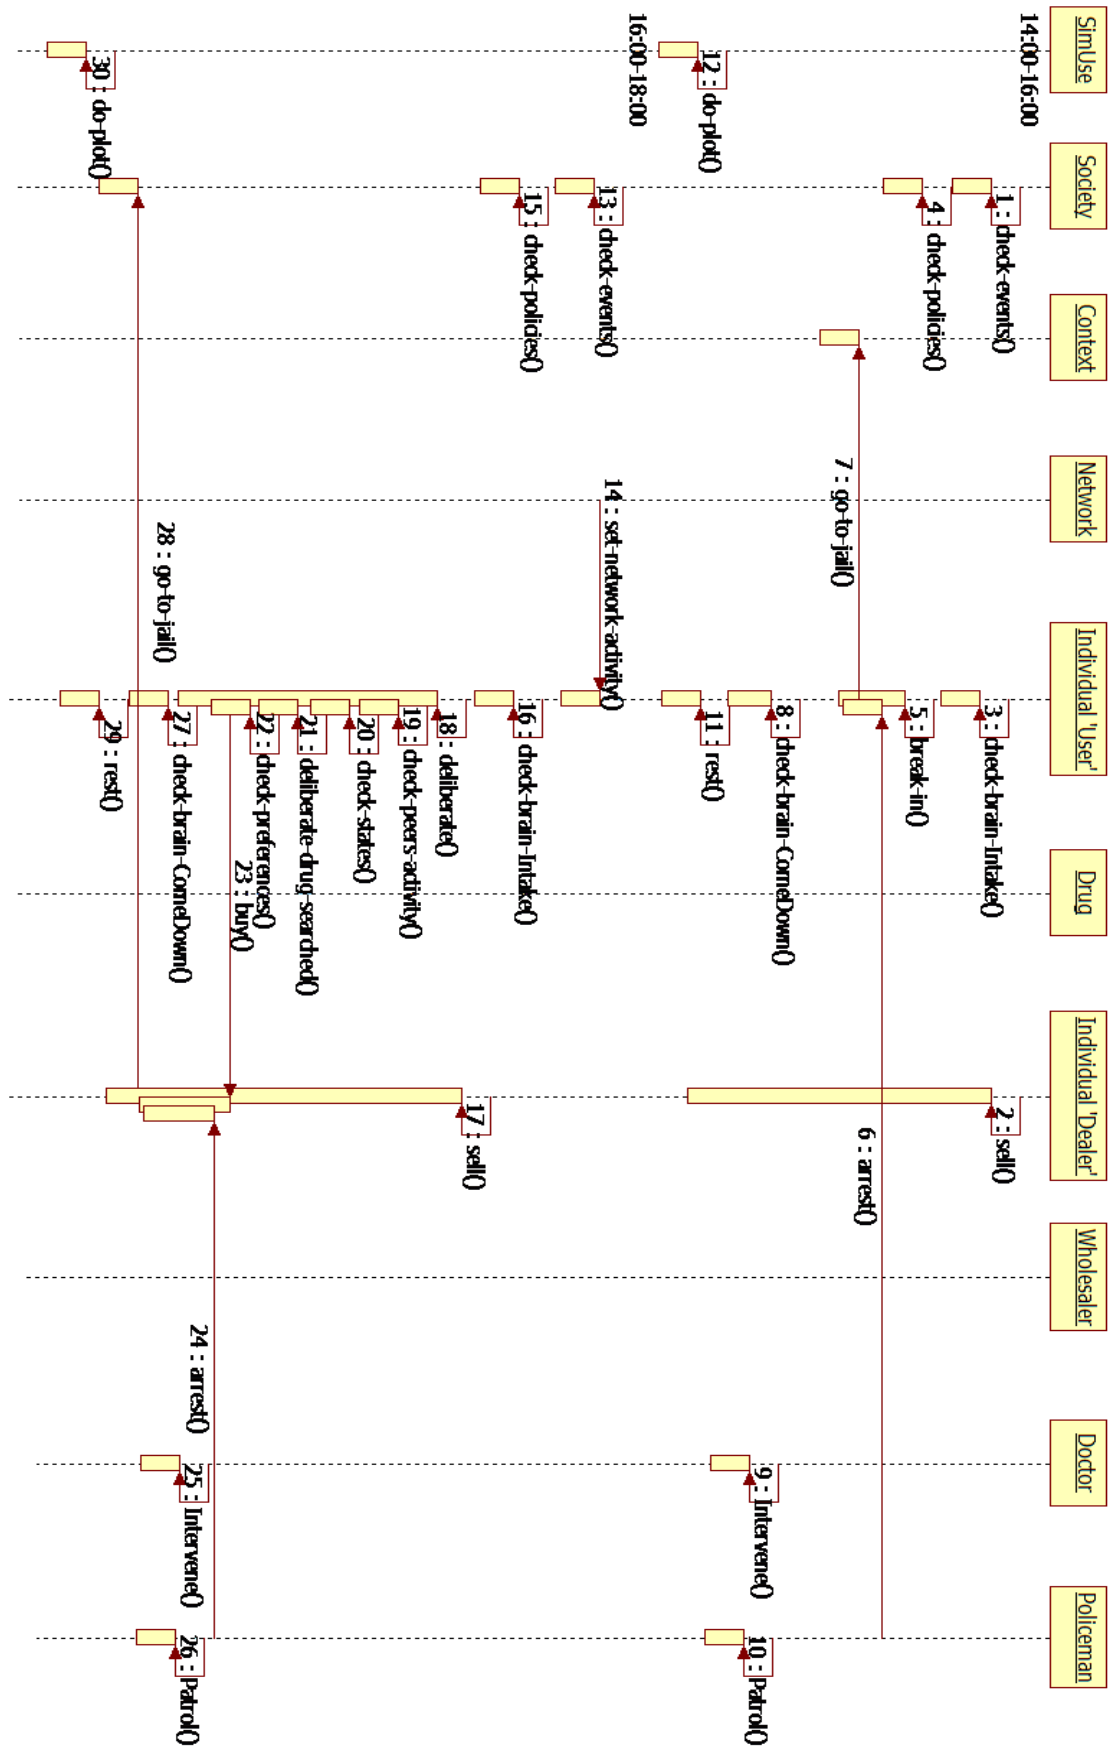 SimUse
Society
Context
Network
Individual 'User'
Drug
Individual 'Dealer'
Wholesaler
Doctor
Policeman
14:00-16:00
1 : check-events()
2 : sell()
3 : check-brain-Intake()
4 : check-policies()
5 : break-in()
6 : arrest()
7 : go-to-jail()
8 : check-brain-ComeDown()
9 : Intervene()
10 : Patrol()
11 : rest()
12 : do-plot()
16:00-18:00
13 : check-events()
14 : set-network-activity()
15 : check-policies()
16 : check-brain-Intake()
17 : sell()
18 : deliberate()
19 : check-peers-activity()
20 : check-states()
21 : deliberate-drug-searched()
22 : check-preferences()
23 : buy()
24 : arrest()
25 : Intervene()
26 : Patrol()
27 : check-brain-ComeDown()
28 : go-to-jail()
29 : rest()
30 : do-plot()